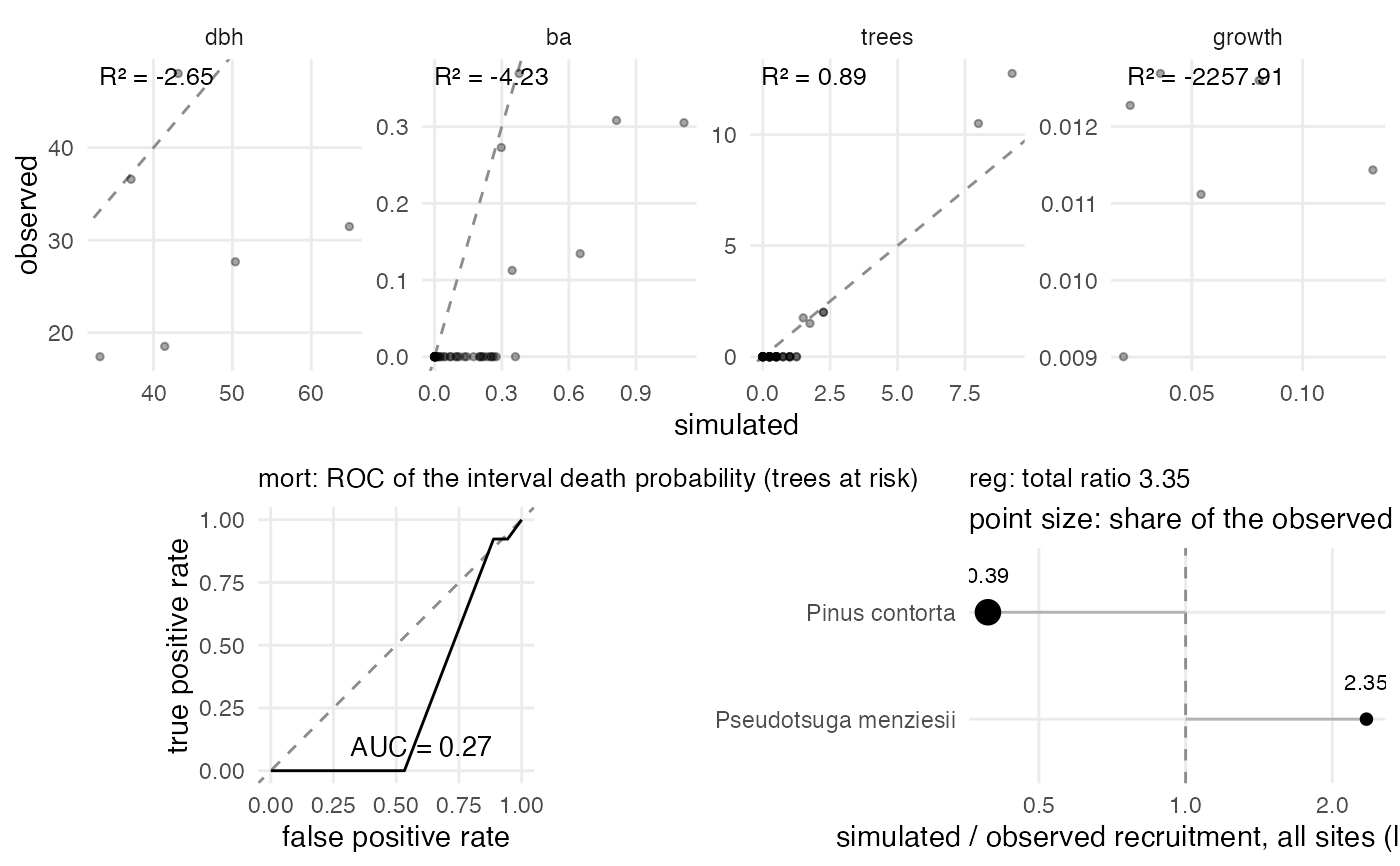 dbh
ba
trees
growth
R² = -2.65
R² = -4.23
R² = 0.89
R² = -2257.91
observed
40
30
20
0.3
0.2
0.1
0.0
10
5
0
0.012
0.011
0.010
0.009
40 50 60
0.0 0.3 0.6 0.9
0.0 2.5 5.0 7.5
0.05 0.10
simulated
mort: ROC of the interval death probability (trees at risk)
true positive rate
1.00
0.75
0.50
0.25
0.00
AUC = 0.27
0.00 0.25 0.50 0.75 1.00
false positive rate
reg: total ratio 3.35
point size: share of the observed
0.39
Pinus contorta
2.35
Pseudotsuga menziesii
0.5 1.0 2.0
simulated / observed recruitment, all sites (l